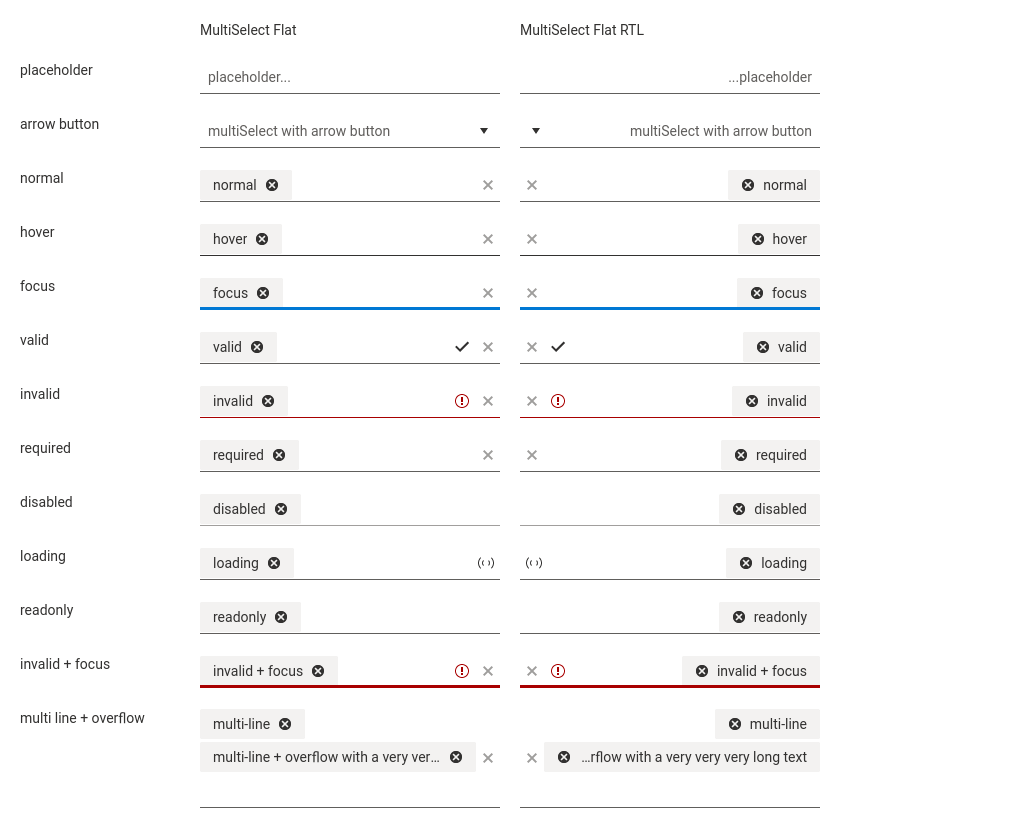 MultiSelect Flat MultiSelect Flat RTL
placeholder placeholder... ...placeholder
arrow button multiSelect with arrow button multiSelect with arrow button
normal normal normal
hover hover hover
focus focus focus
valid valid valid
invalid invalid invalid
required required required
disabled disabled disabled
loading loading loading
readonly readonly readonly
invalid + focus invalid + focus invalid + focus
multi line + overflow multi-line multi-line
multi-line + overflow with a very ver... ...rflow with a very very very long text